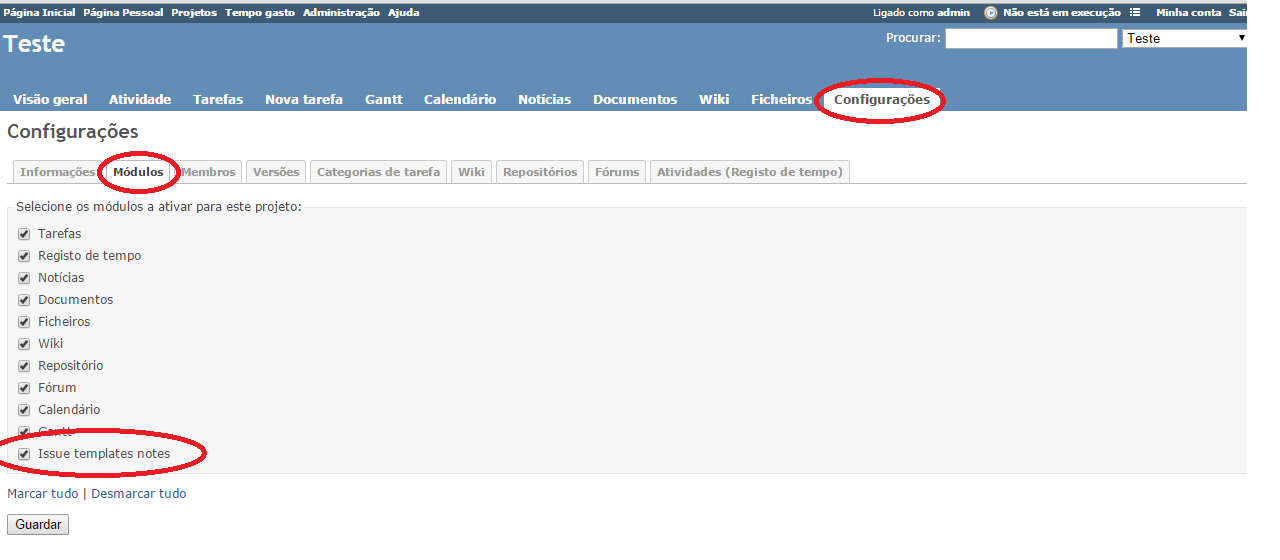 Página Inicial Página Pessoal Projetos Tempo gasto Administração Ajuda Ligado como admin Não está em execução Minha conta Sai
Teste Procurar: Teste
Visão geral Atividade Tarefas Nova tarefa Gantt Calendário Notícias Documentos Wiki Ficheiros Configurações
Configurações
Informações Módulos Membros Versões Categorias de tarefa Wiki Repositórios Fórums Atividades (Registo de tempo)
Selecione os módulos a ativar para este projeto:
Tarefas
Registo de tempo
Notícias
Documentos
Ficheiros
Wiki
Repositório
Fórum
Calendário
Gantt
Issue templates notes
Marcar tudo | Desmarcar tudo
Guardar